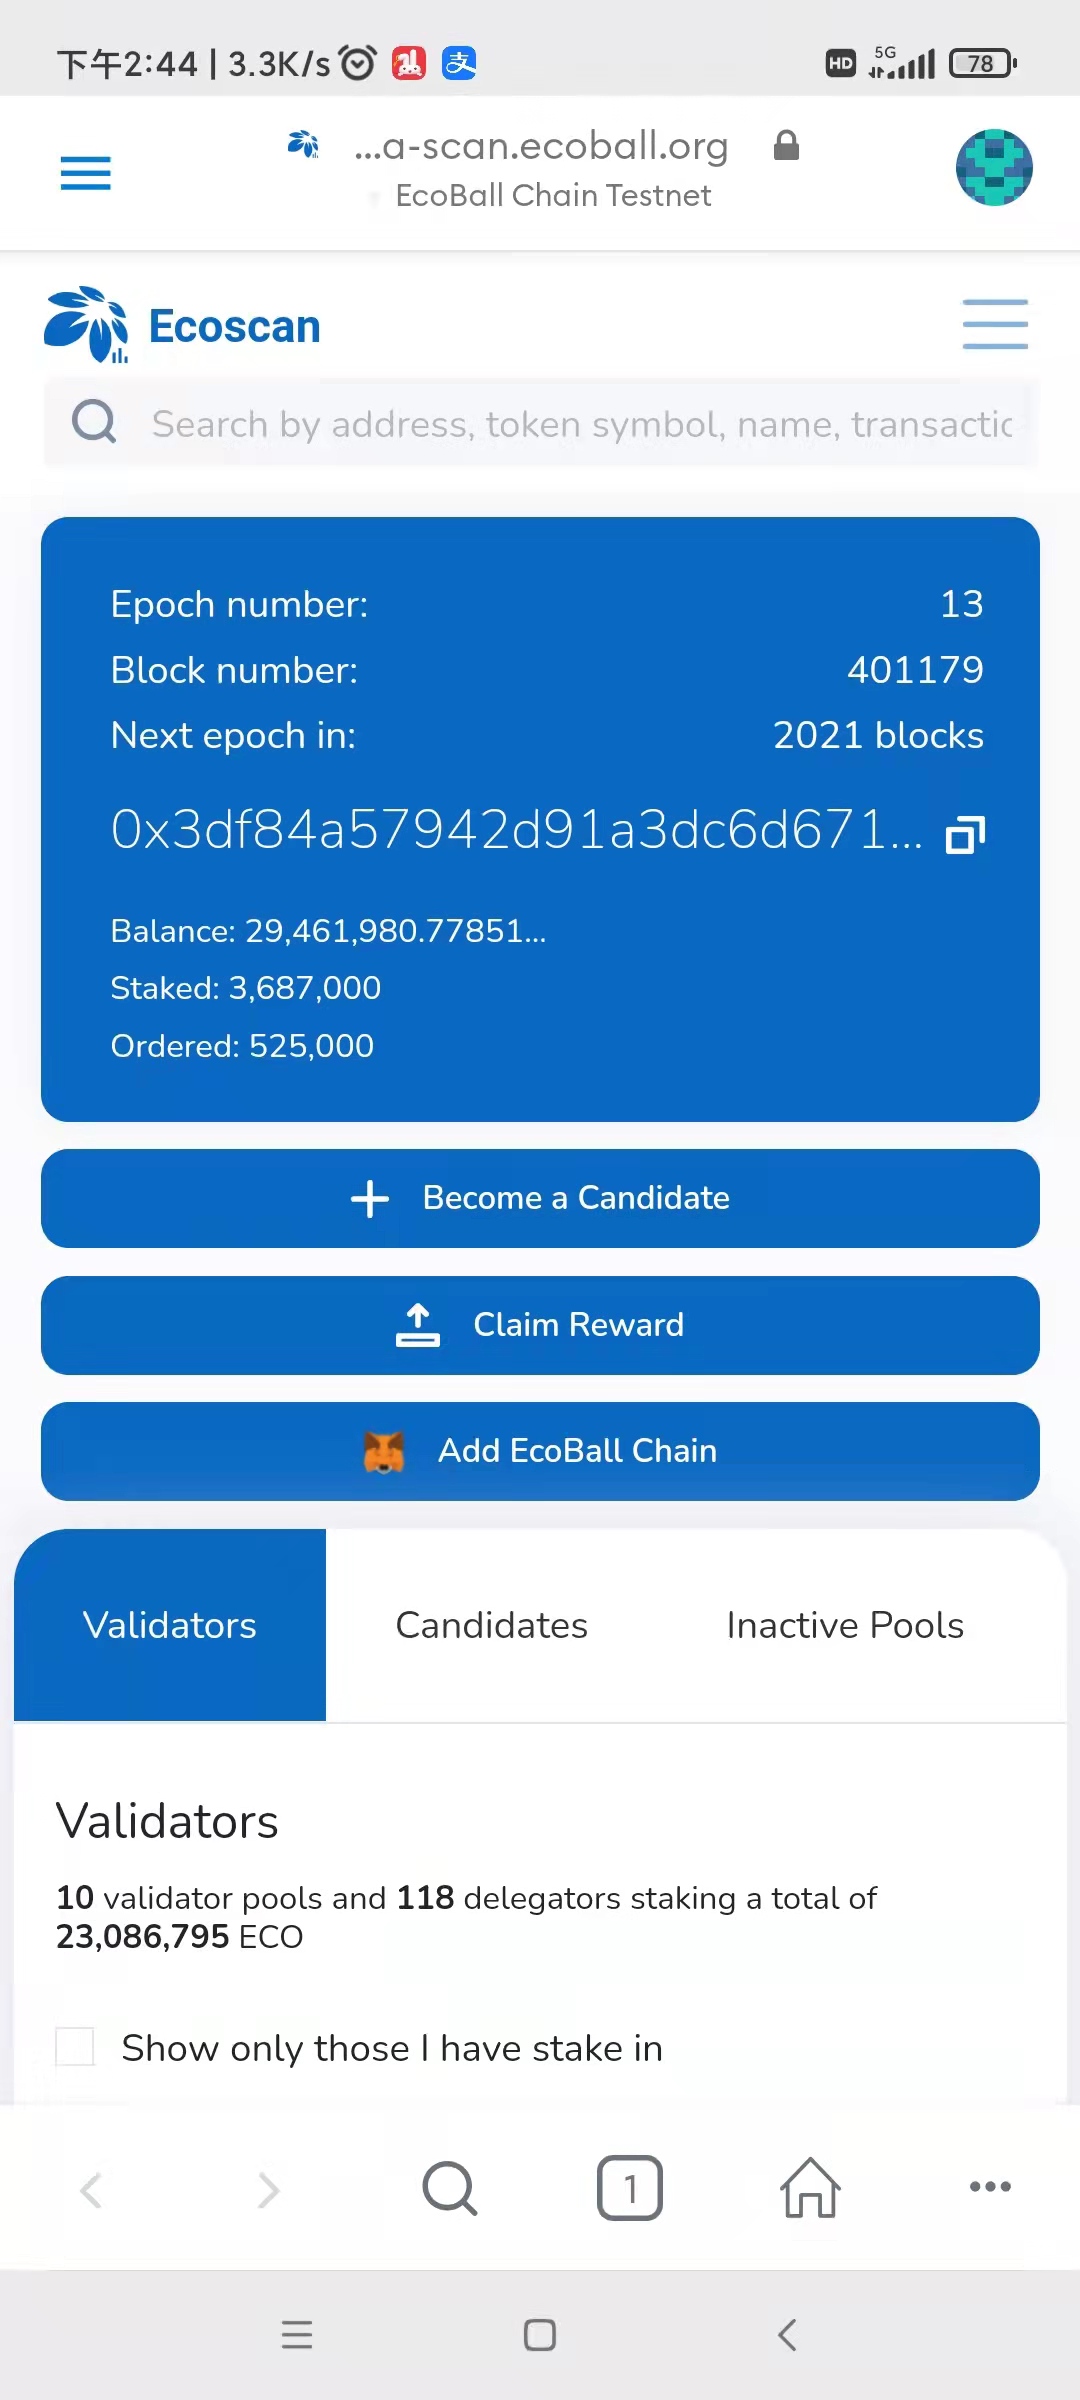 下午2:44 | 3.3K/s
支
HD
5G
78
...a-scan.ecoball.org
EcoBall Chain Testnet
Ecoscan
Search by address, token symbol, name, transactic
Epoch number: 13
Block number: 401179
Next epoch in: 2021 blocks
0x3df84a57942d91a3dc6d671...
Balance: 29,461,980.77851...
Staked: 3,687,000
Ordered: 525,000
Become a Candidate
Claim Reward
Add EcoBall Chain
Validators
Candidates
Inactive Pools
Validators
10 validator pools and 118 delegators staking a total of
23,086,795 ECO
Show only those I have stake in
1